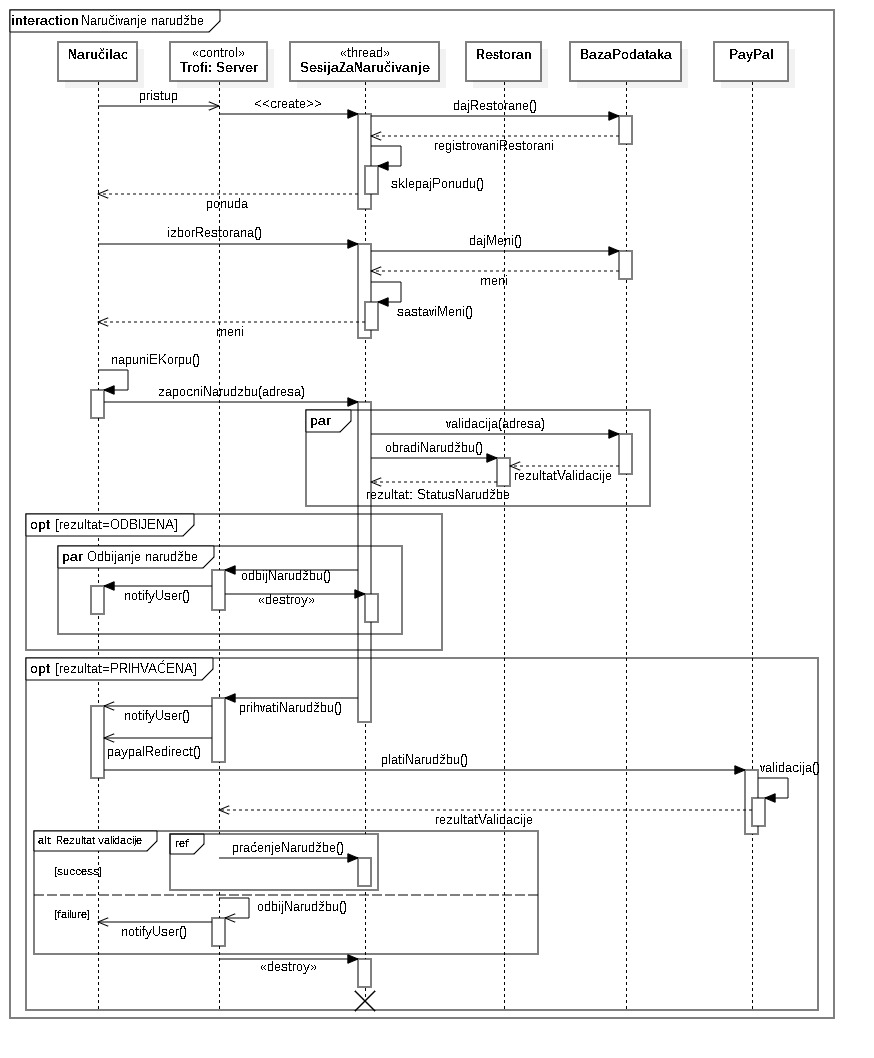 interaction Naručivanje narudžbe
Naručilac
«control»
Trofi: Server
«thread»
SesijaZaNaručivanje
Restoran
BazaPodataka
PayPal
pristup
<<create>>
dajRestorane()
registrovaniRestorani
sklepajPonudu()
ponuda
izborRestorana()
dajMeni()
meni
sastaviMeni()
meni
napuniEKorpu()
zapocniNarudzbu(adresa)
par
validacija(adresa)
obradiNarudžbu()
rezultatValidacije
rezultat: StatusNarudžbe
opt [rezultat=ODBIJENA]
par Odbijanje narudžbe
odbijNarudžbu()
notifyUser()
«destroy»
opt [rezultat=PRIHVAĆENA]
prihvatiNarudžbu()
notifyUser()
paypalRedirect()
platiNarudžbu()
validacija()
rezultatValidacije
alt: Rezultat validacije
ref
praćenjeNarudžbe()
[success]
odbijNarudžbu()
[failure]
notifyUser()
«destroy»